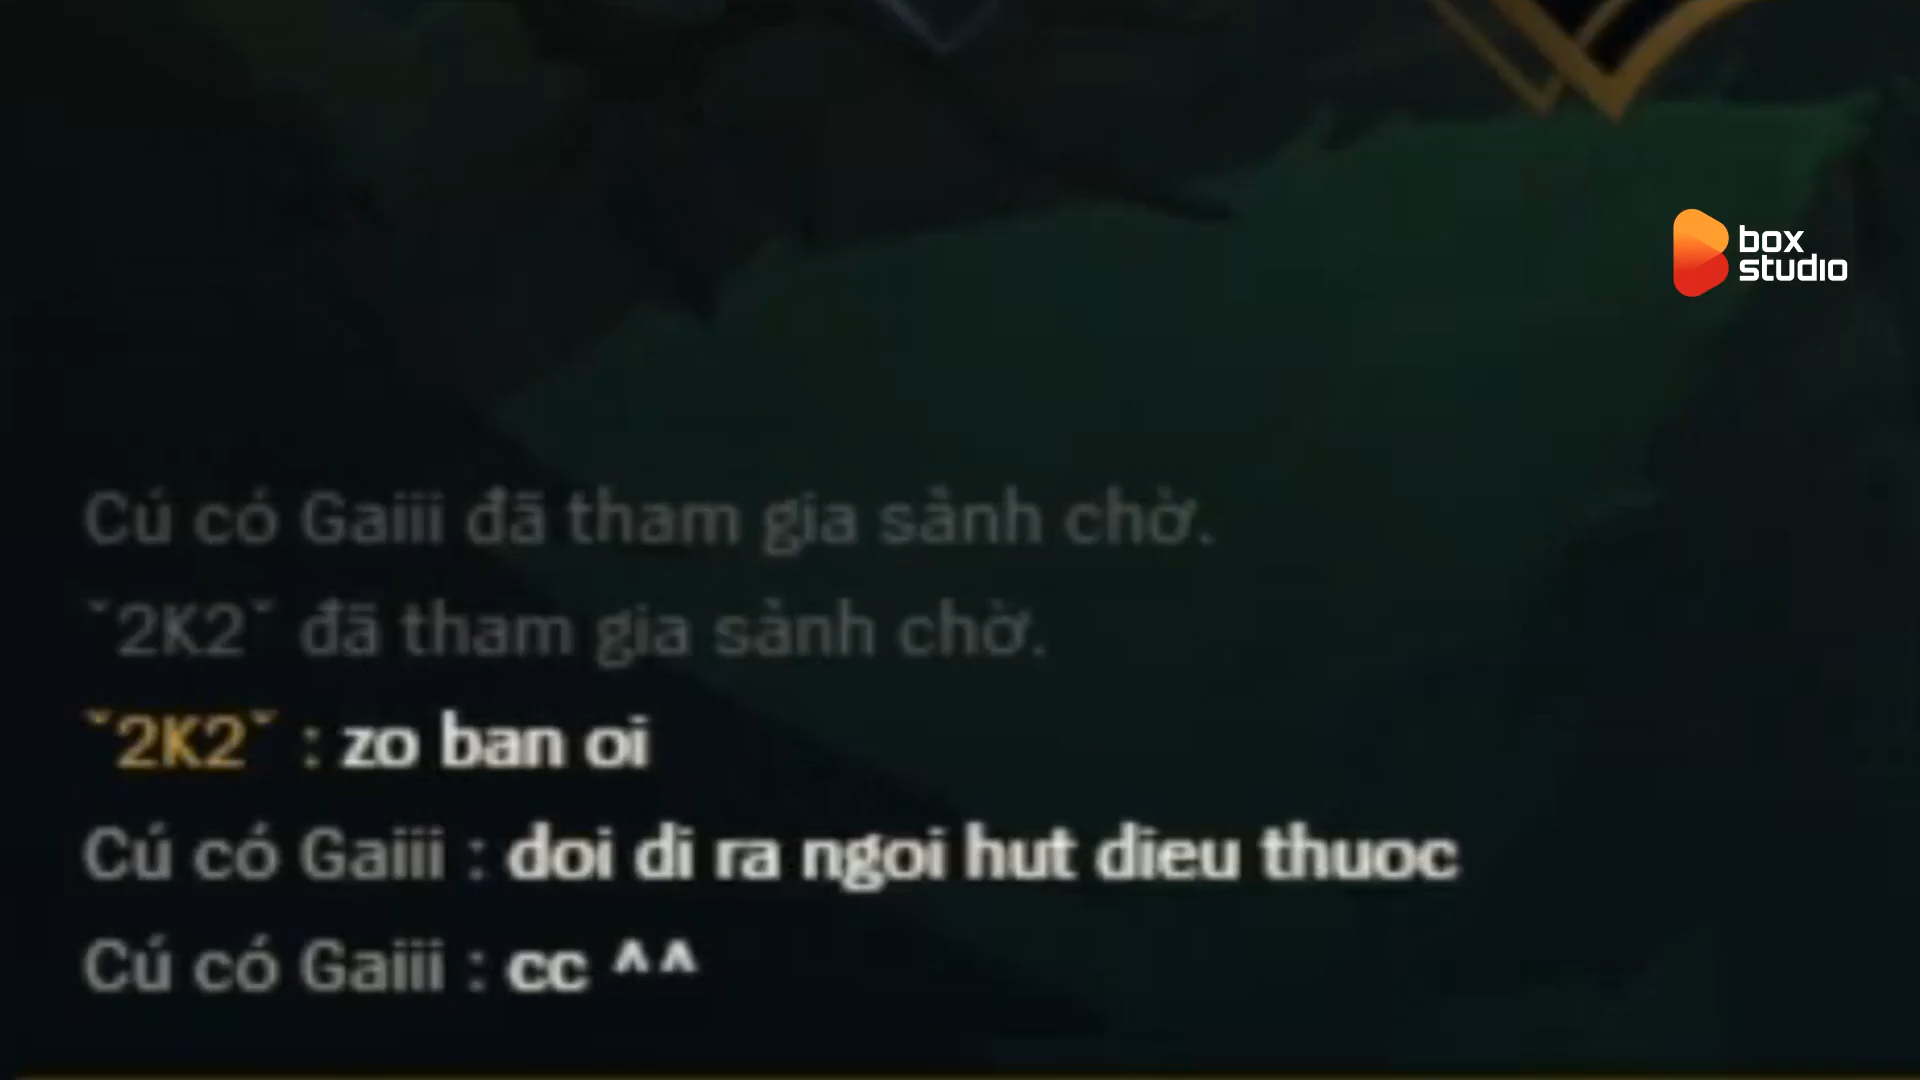 box
studio
Cú có Gaiii đã tham gia sảnh chờ.
ˇ2K2ˇ đã tham gia sảnh chờ.
ˇ2K2ˇ : zo ban oi
Cú có Gaiii : doi di ra ngoi hut dieu thuoc
Cú có Gaiii : cc ^^